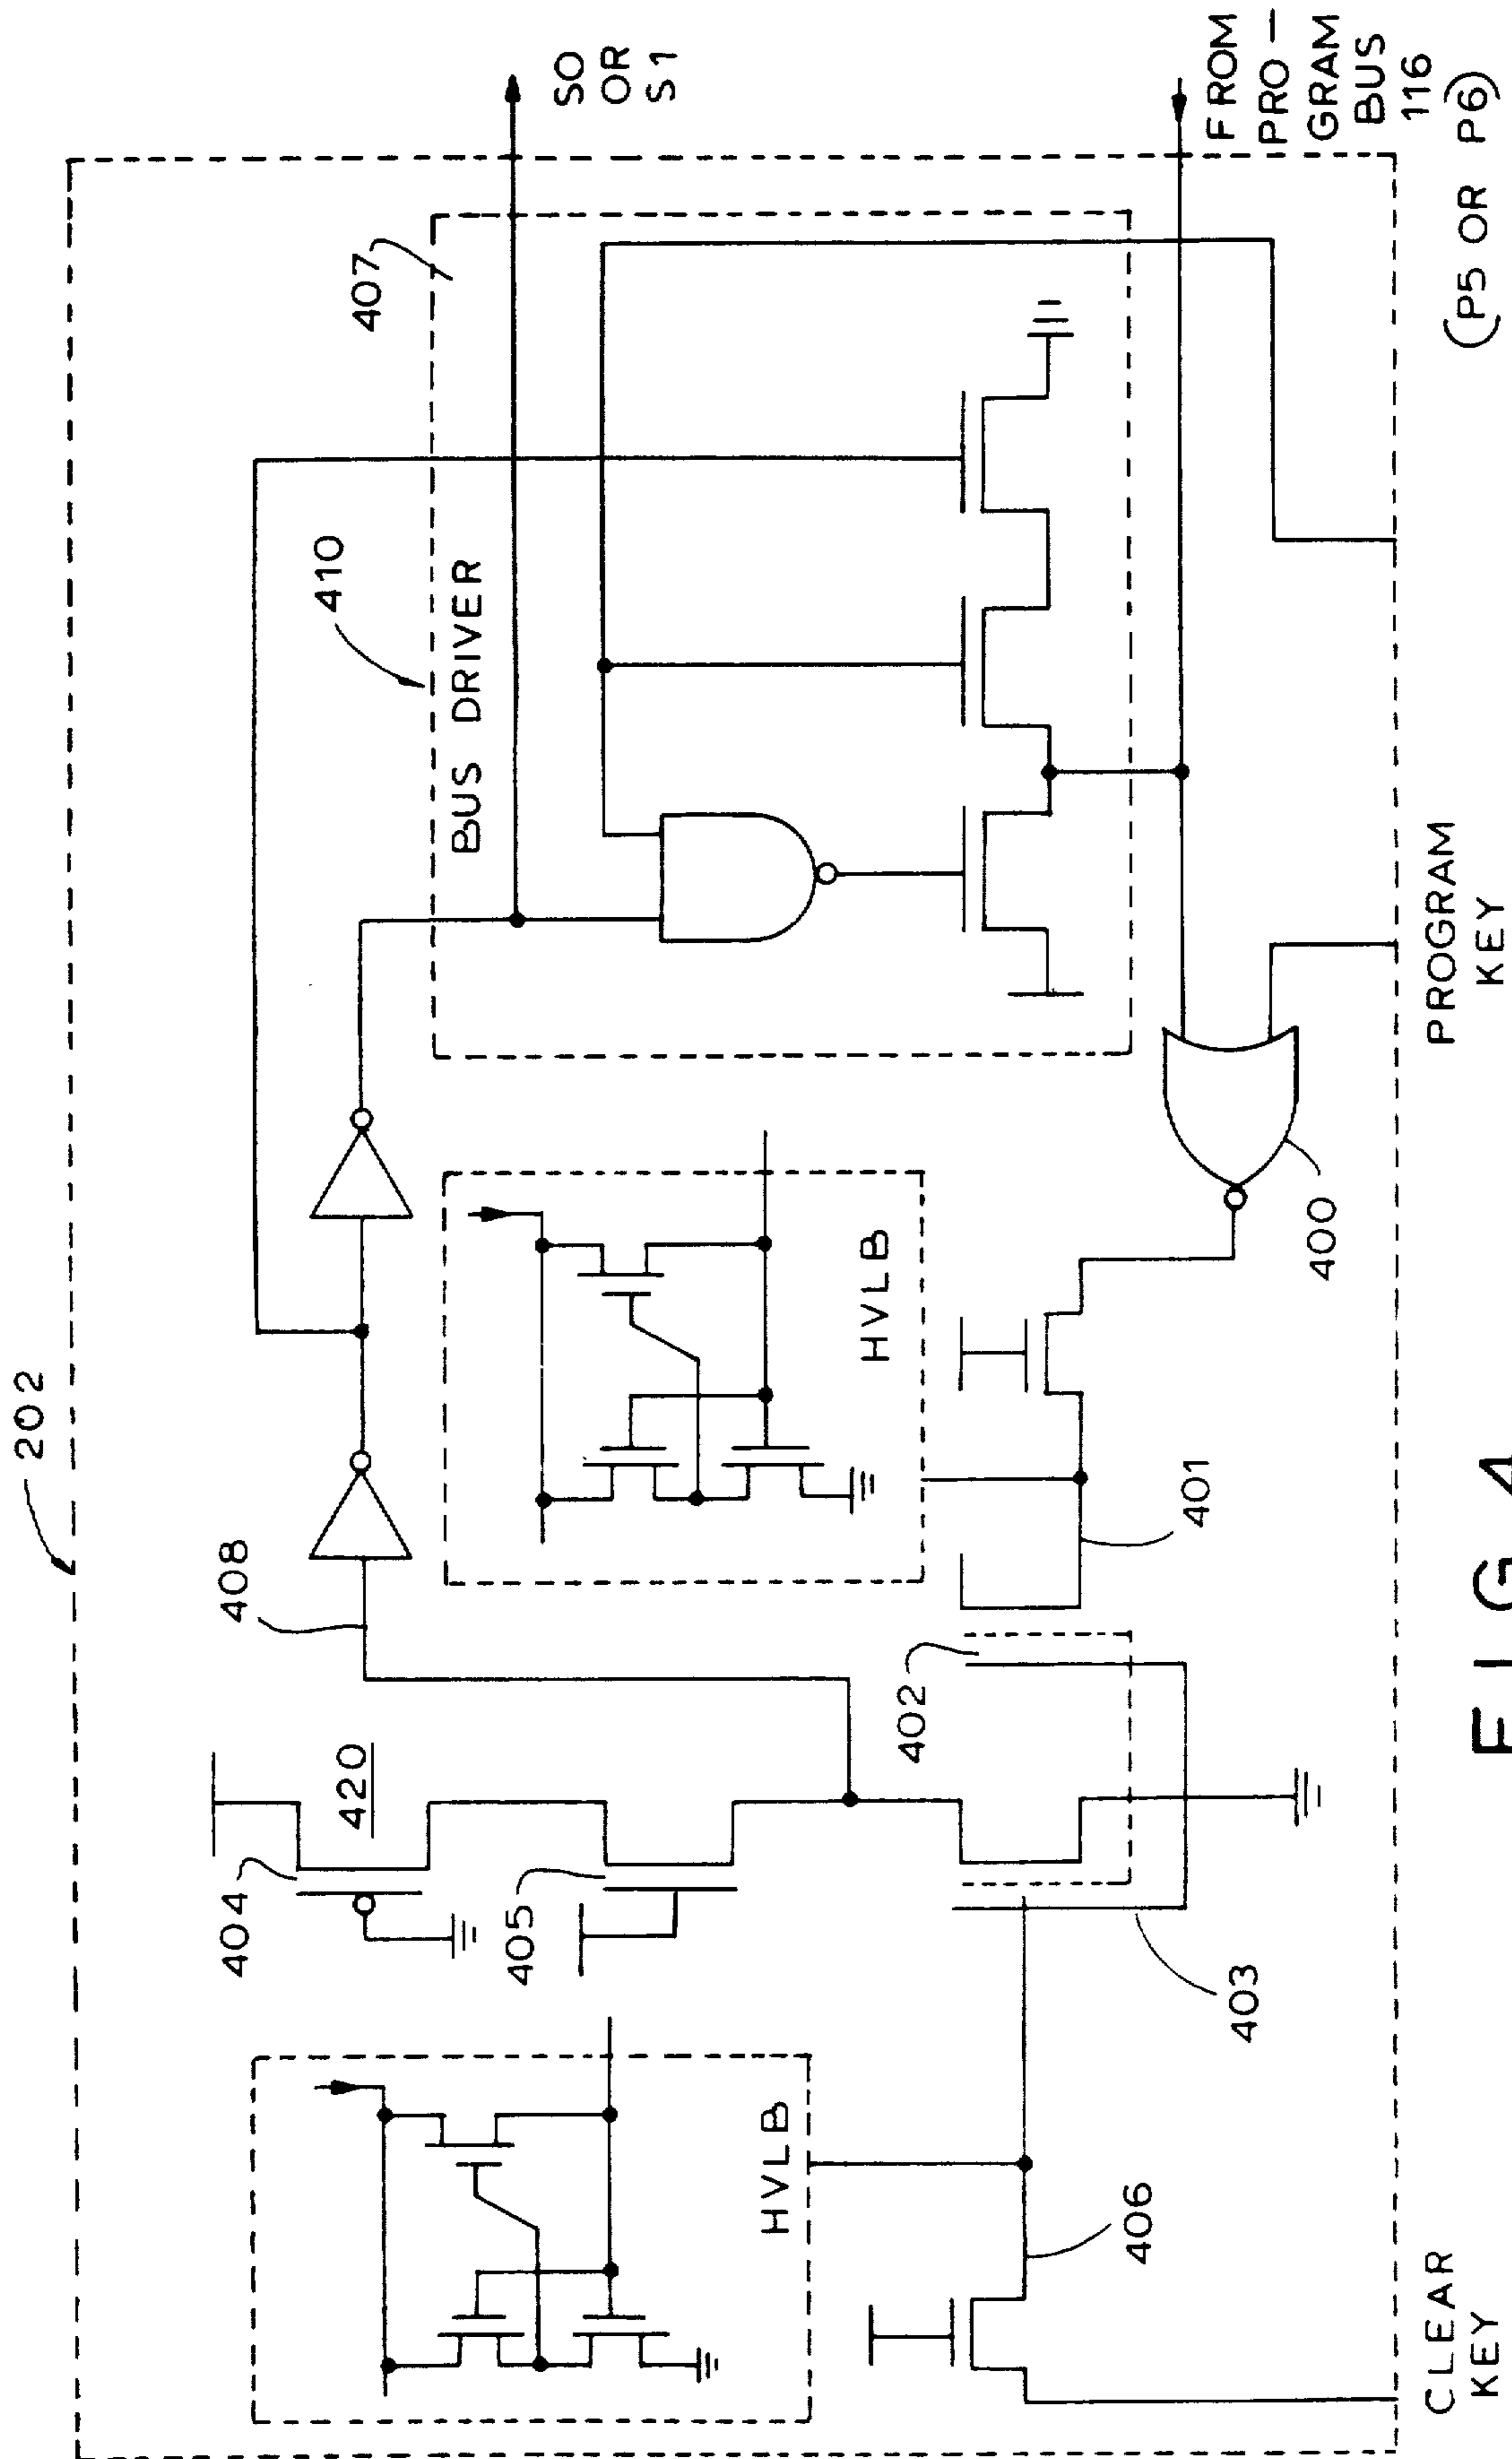 202
408
410
407
BUS DRIVER
404
420
405
HVLB
HVLB
402
401
400
403
406
SO
OR
S1
FROM
PRO-
GRAM
BUS
116
(P5 OR P6)
CLEAR
KEY
PROGRAM
KEY
FIG 4